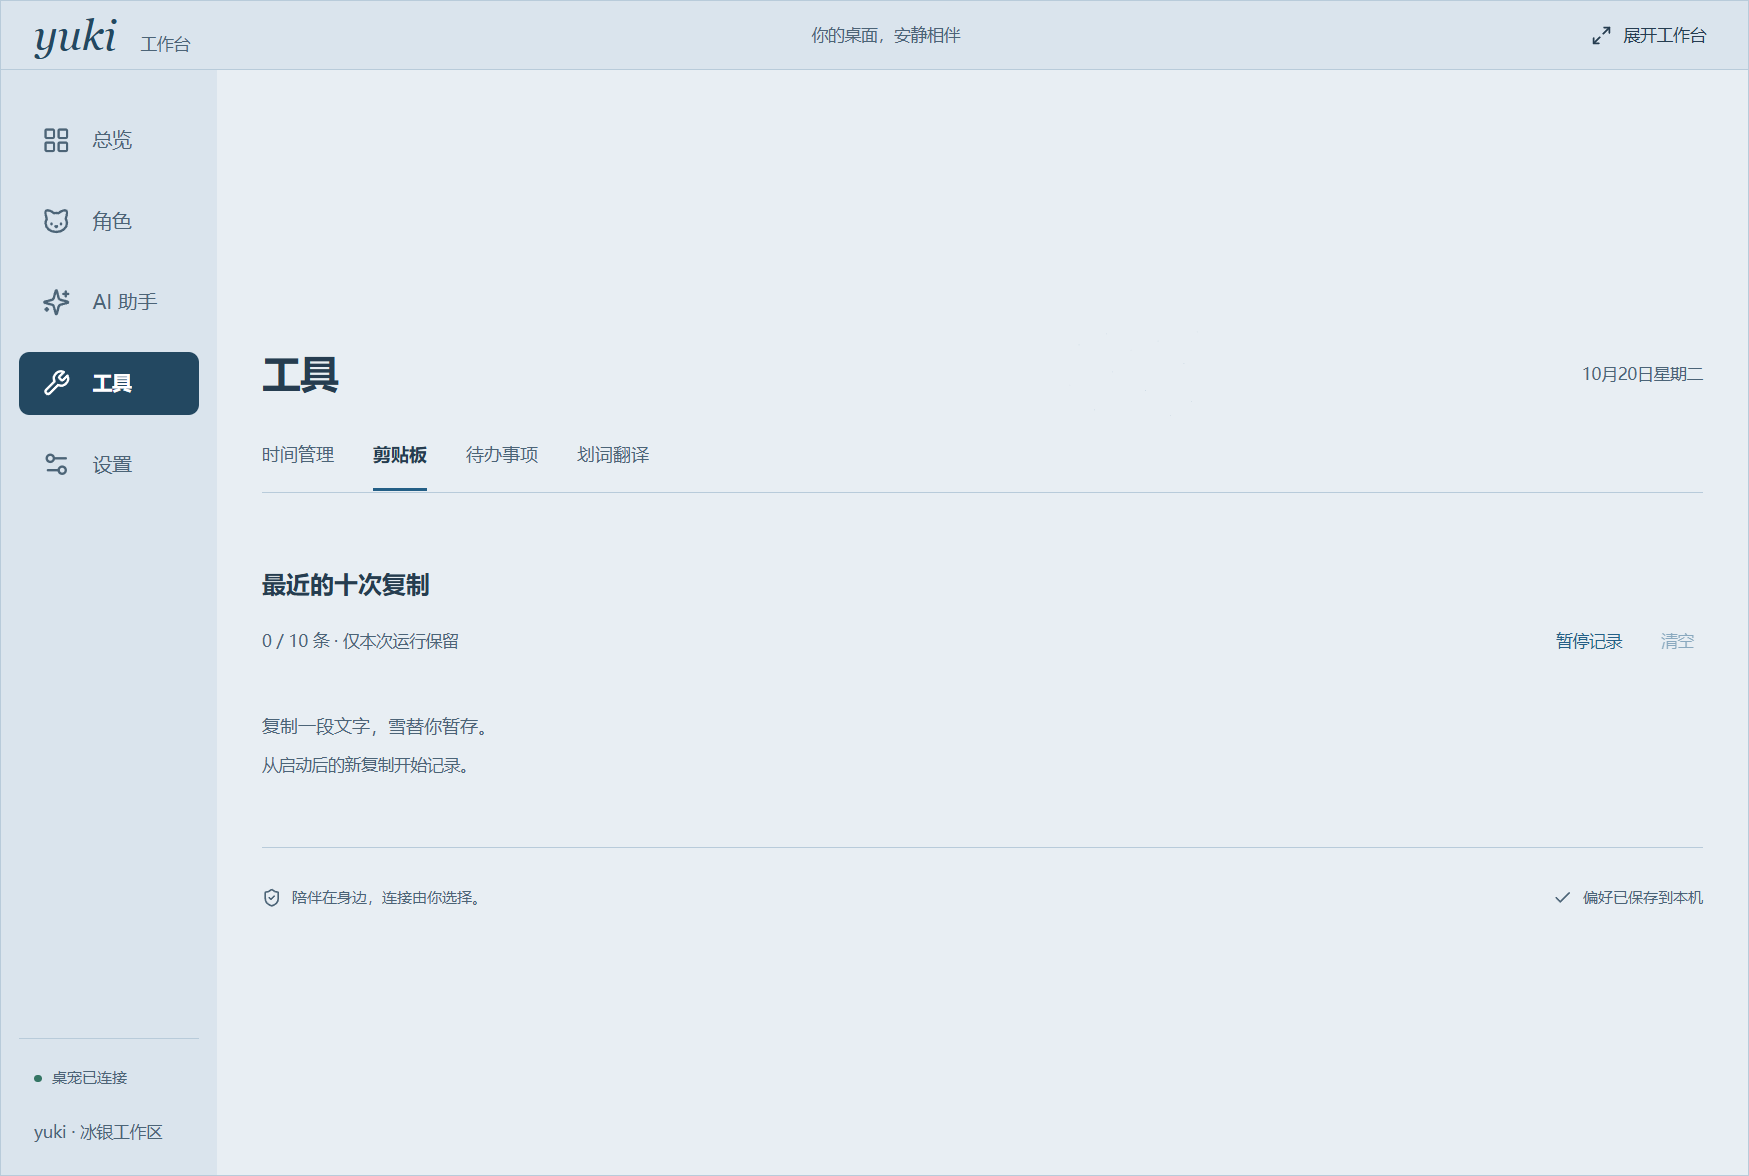 yuki 工作台
你的桌面，安静相伴
展开工作台
总览
角色
AI 助手
工具
设置
工具
10月20日星期二
时间管理 剪贴板 待办事项 划词翻译
最近的十次复制
0 / 10 条 · 仅本次运行保留
暂停记录 清空
复制一段文字，雪替你暂存。
从启动后的新复制开始记录。
陪伴在身边，连接由你选择。
偏好已保存到本机
桌宠已连接
yuki · 冰银工作区